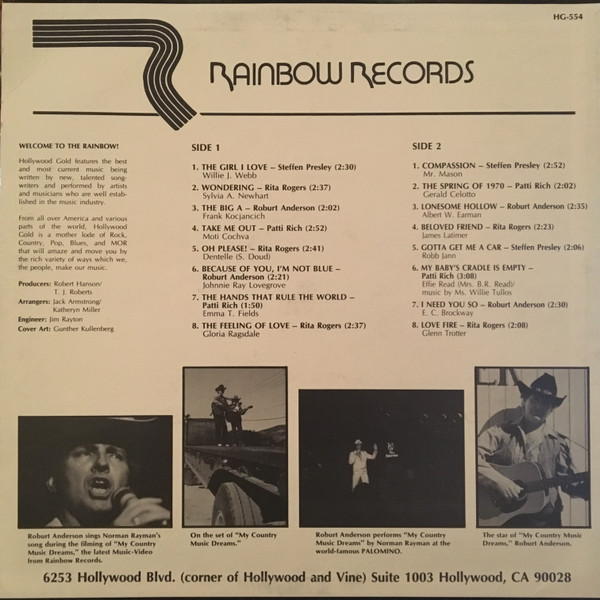 HG-554
RAINBOW RECORDS
WELCOME TO THE RAINBOW!
Hollywood Gold features the best
and most current music being
written by new, talented song-
writers and performed by artists
and musicians who are well estab-
lished in the music industry.
From all over America and various
parts of the world, Hollywood
Gold is a mother lode of Rock,
Country, Pop, Blues, and MOR
that will amaze and move you by
the rich variety of ways which we,
the people, make our music.
Producers: Robert Hanson/
T. J. Roberts
Arrangers: Jack Armstrong/
Katheryn Miller
Engineer: Jim Rayton
Cover Art: Gunther Kullenberg
SIDE 1
1. THE GIRL I LOVE – Steffen Presley (2:30)
Willie J. Webb
2. WONDERING – Rita Rogers (2:37)
Sylvia A. Newhart
3. THE BIG A – Roburt Anderson (2:02)
Frank Kocjancich
4. TAKE ME OUT – Patti Rich (2:52)
Moti Cochva
5. OH PLEASE! – Rita Rogers (2:41)
Dentelle (S. Doud)
6. BECAUSE OF YOU, I'M NOT BLUE –
Roburt Anderson (2:21)
Johnnie Ray Lovegrove
7. THE HANDS THAT RULE THE WORLD –
Patti Rich (1:50)
Emma T. Fields
8. THE FEELING OF LOVE – Rita Rogers (2:37)
Gloria Ragsdale
SIDE 2
1. COMPASSION – Steffen Presley (2:52)
Mr. Mason
2. THE SPRING OF 1970 – Patti Rich (2:02)
Gerald Celotto
3. LONESOME HOLLOW – Roburt Anderson (2:35)
Albert W. Earman
4. BELOVED FRIEND – Rita Rogers (2:23)
James Latimer
5. GOTTA GET ME A CAR – Steffen Presley (2:06)
Robb Jann
6. MY BABY'S CRADLE IS EMPTY –
Patti Rich (3:08)
Effie Read (Mrs. B.R. Read)/
music by Ms. Willie Tullos
7. I NEED YOU SO – Roburt Anderson (2:30)
E. C. Brockway
8. LOVE FIRE – Rita Rogers (2:08)
Glenn Trotter
Roburt Anderson sings Norman Rayman's
song during the filming of "My Country
Music Dreams," the latest Music-Video
from Rainbow Records.
On the set of "My Country
Music Dreams."
Robert Anderson performs "My Country
Music Dreams" by Norman Rayman at the
world-famous PALOMINO.
The star of "My Country Music
Dreams," Robert Anderson.
6253 Hollywood Blvd. (corner of Hollywood and Vine) Suite 1003 Hollywood, CA 90028